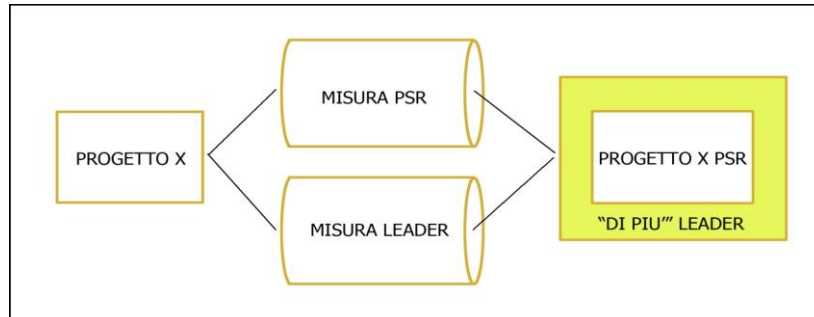 PROGETTO X
MISURA PSR
MISURA LEADER
PROGETTO X PSR
“DI PIU’” LEADER